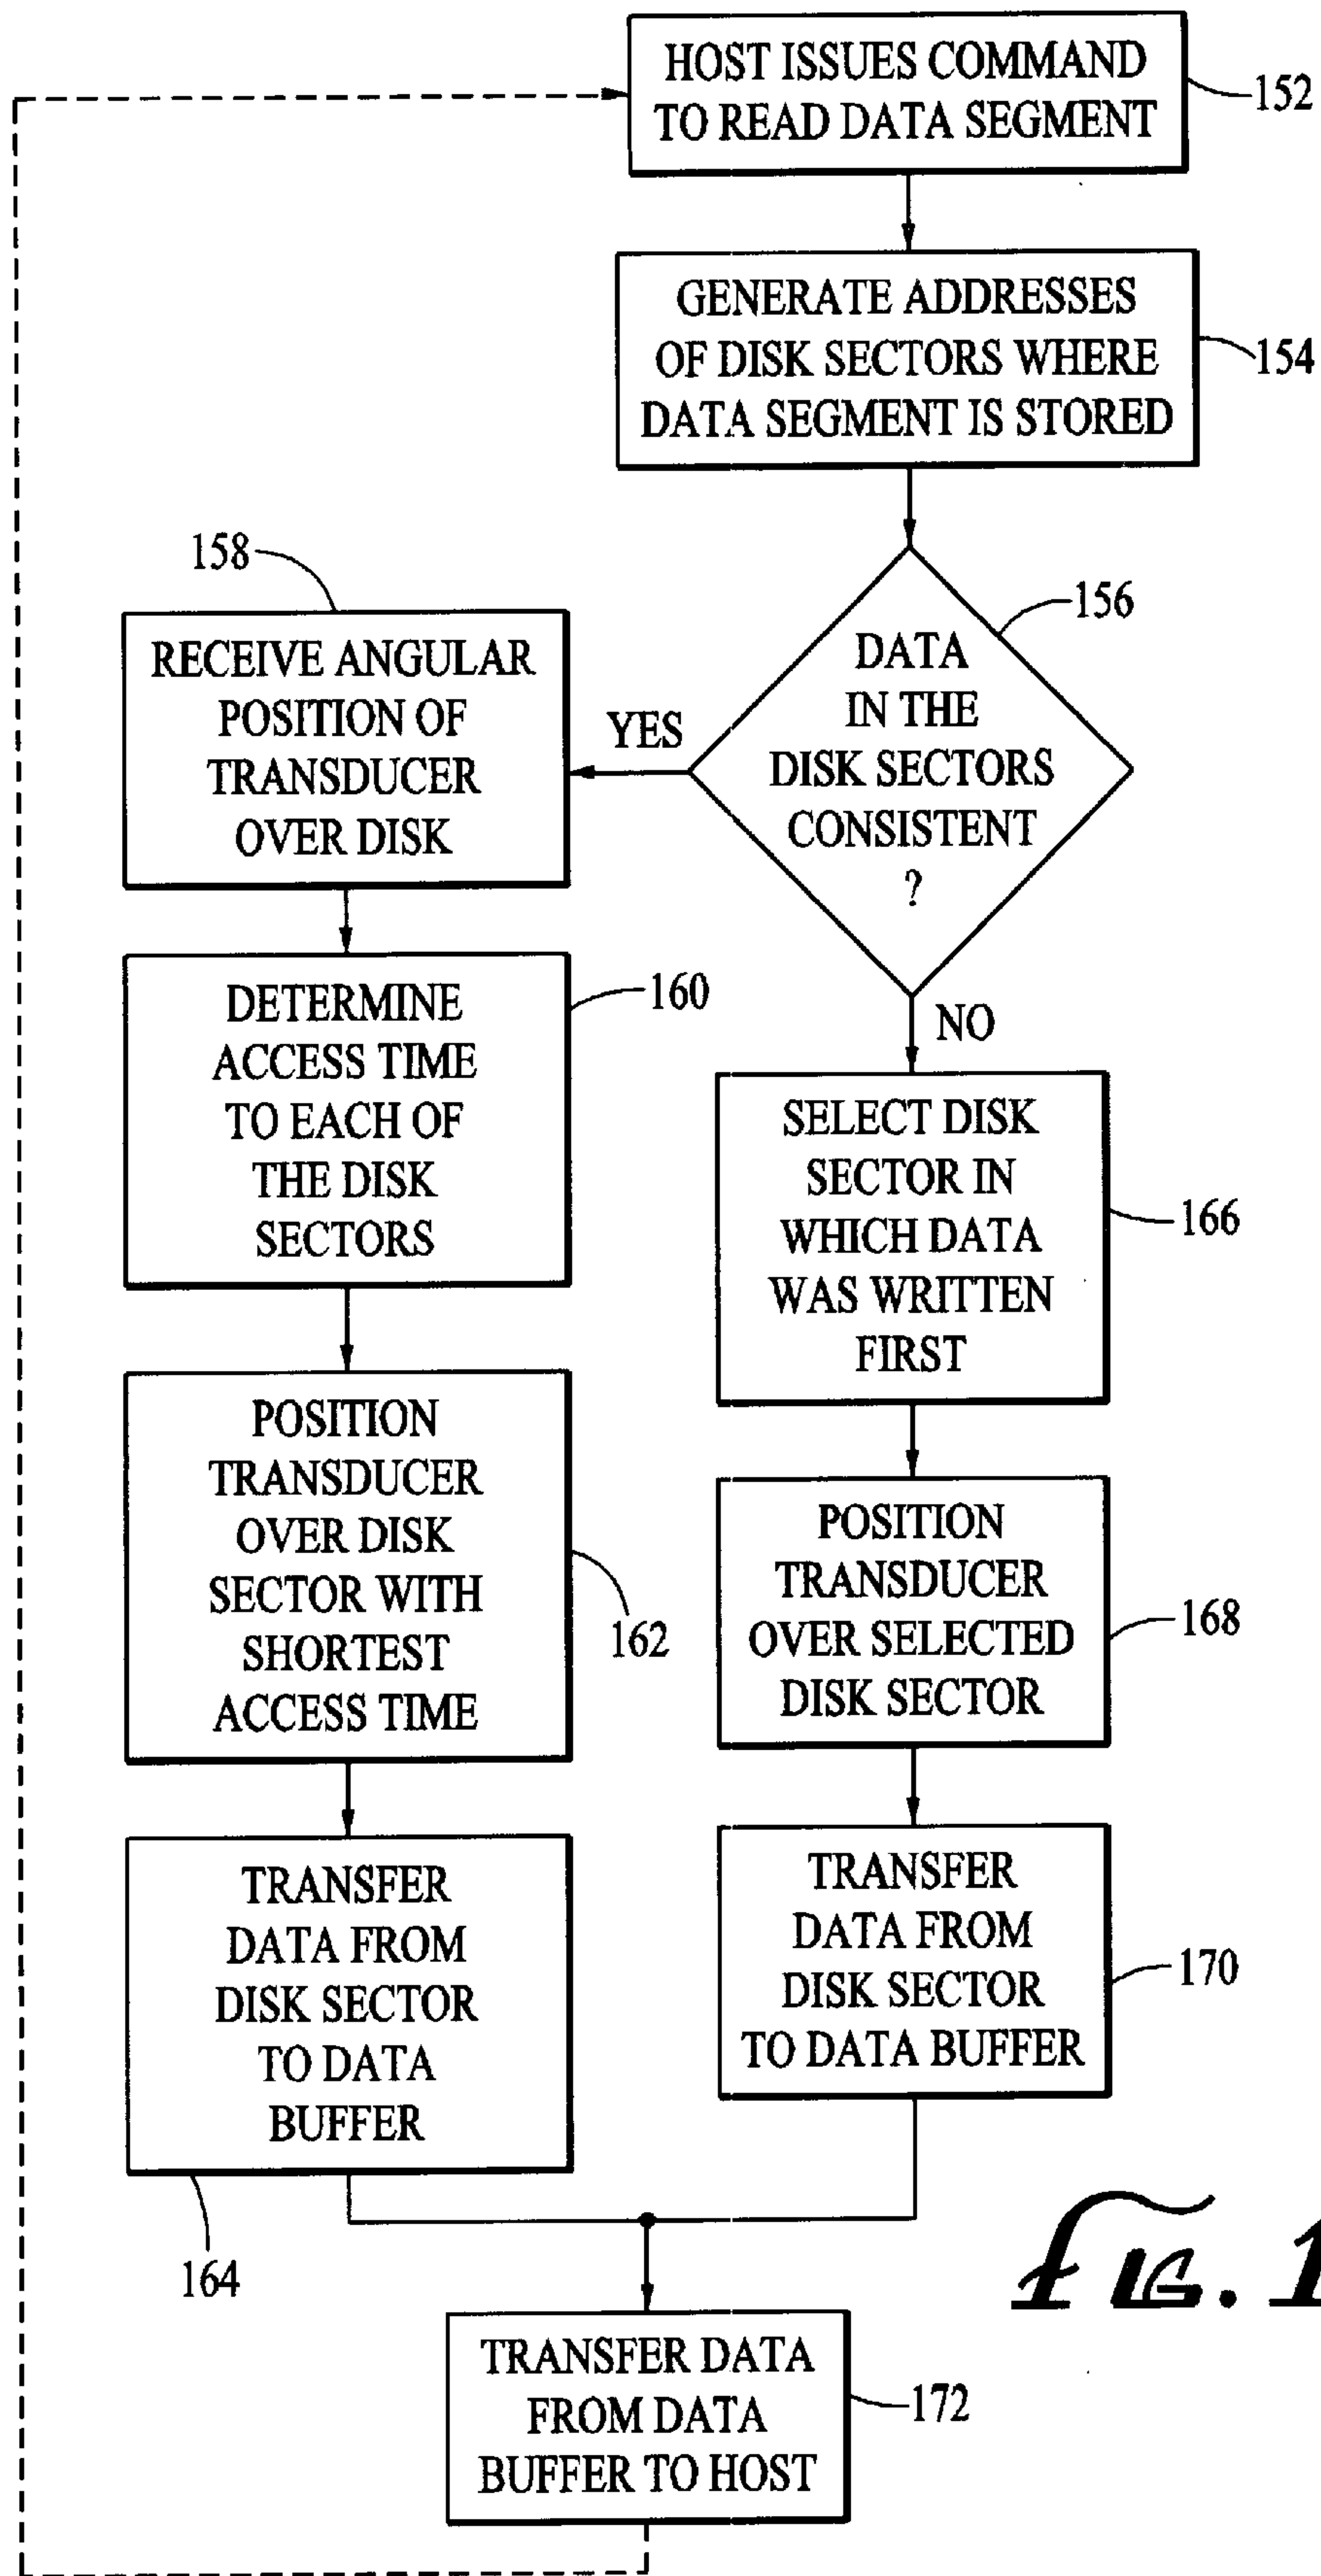 HOST ISSUES COMMAND
TO READ DATA SEGMENT
152
GENERATE ADDRESSES
OF DISK SECTORS WHERE
DATA SEGMENT IS STORED
154
DATA
IN THE
DISK SECTORS
CONSISTENT
?
156
YES
NO
158
RECEIVE ANGULAR
POSITION OF
TRANSDUCER
OVER DISK
DETERMINE
ACCESS TIME
TO EACH OF
THE DISK
SECTORS
160
POSITION
TRANSDUCER
OVER DISK
SECTOR WITH
SHORTEST
ACCESS TIME
162
TRANSFER
DATA FROM
DISK SECTOR
TO DATA
BUFFER
164
SELECT DISK
SECTOR IN
WHICH DATA
WAS WRITTEN
FIRST
166
POSITION
TRANSDUCER
OVER SELECTED
DISK SECTOR
168
TRANSFER
DATA FROM
DISK SECTOR
TO DATA BUFFER
170
TRANSFER DATA
FROM DATA
BUFFER TO HOST
172
FIG. 1